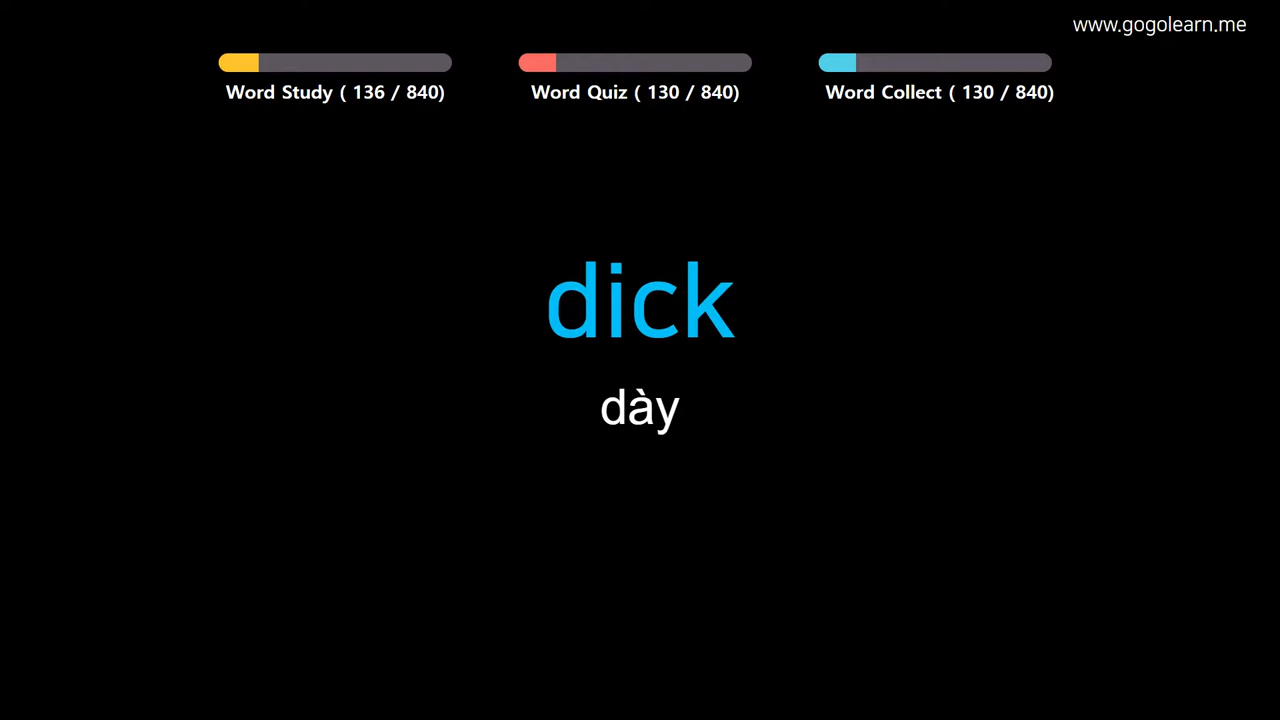 www.gogolearn.me
Word Study ( 136 / 840)
Word Quiz ( 130 / 840)
Word Collect ( 130 / 840)
dick
dày